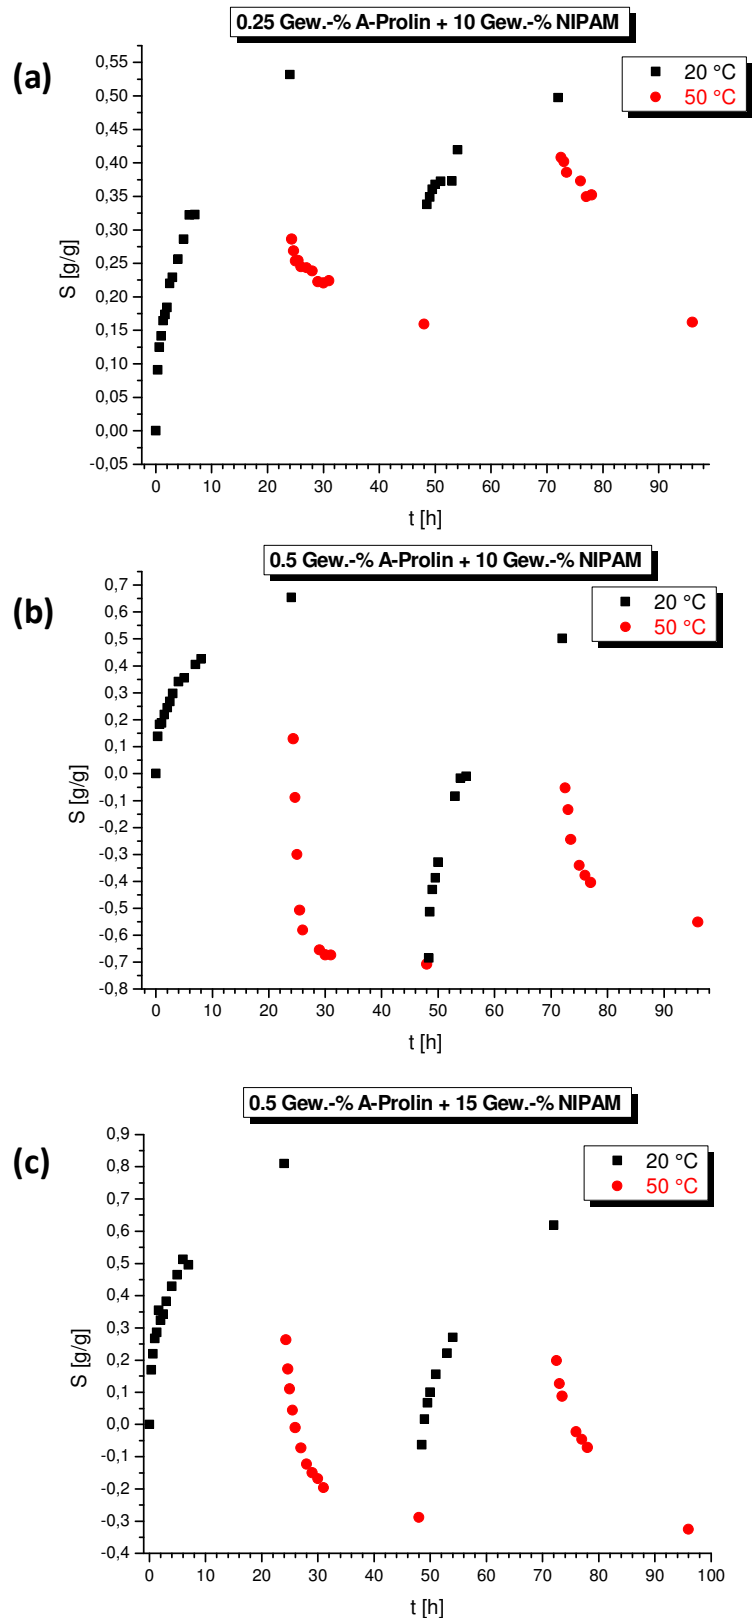 0.25 Gew.-% A-Prolin + 10 Gew.-% NIPAM
(a)
20 °C
50 °C
0,55
0,50
0,45
0,40
0,35
0,30
0,25
0,20
0,15
0,10
0,05
0,00
-0,05
S [g/g]
0 10 20 30 40 50 60 70 80 90
t [h]
0.5 Gew.-% A-Prolin + 10 Gew.-% NIPAM
(b)
20 °C
50 °C
0,7
0,6
0,5
0,4
0,3
0,2
0,1
0,0
-0,1
-0,2
-0,3
-0,4
-0,5
-0,6
-0,7
-0,8
S [g/g]
0 10 20 30 40 50 60 70 80 90
t [h]
0.5 Gew.-% A-Prolin + 15 Gew.-% NIPAM
(c)
20 °C
50 °C
0,9
0,8
0,7
0,6
0,5
0,4
0,3
0,2
0,1
0,0
-0,1
-0,2
-0,3
-0,4
S [g/g]
0 10 20 30 40 50 60 70 80 90 100
t [h]